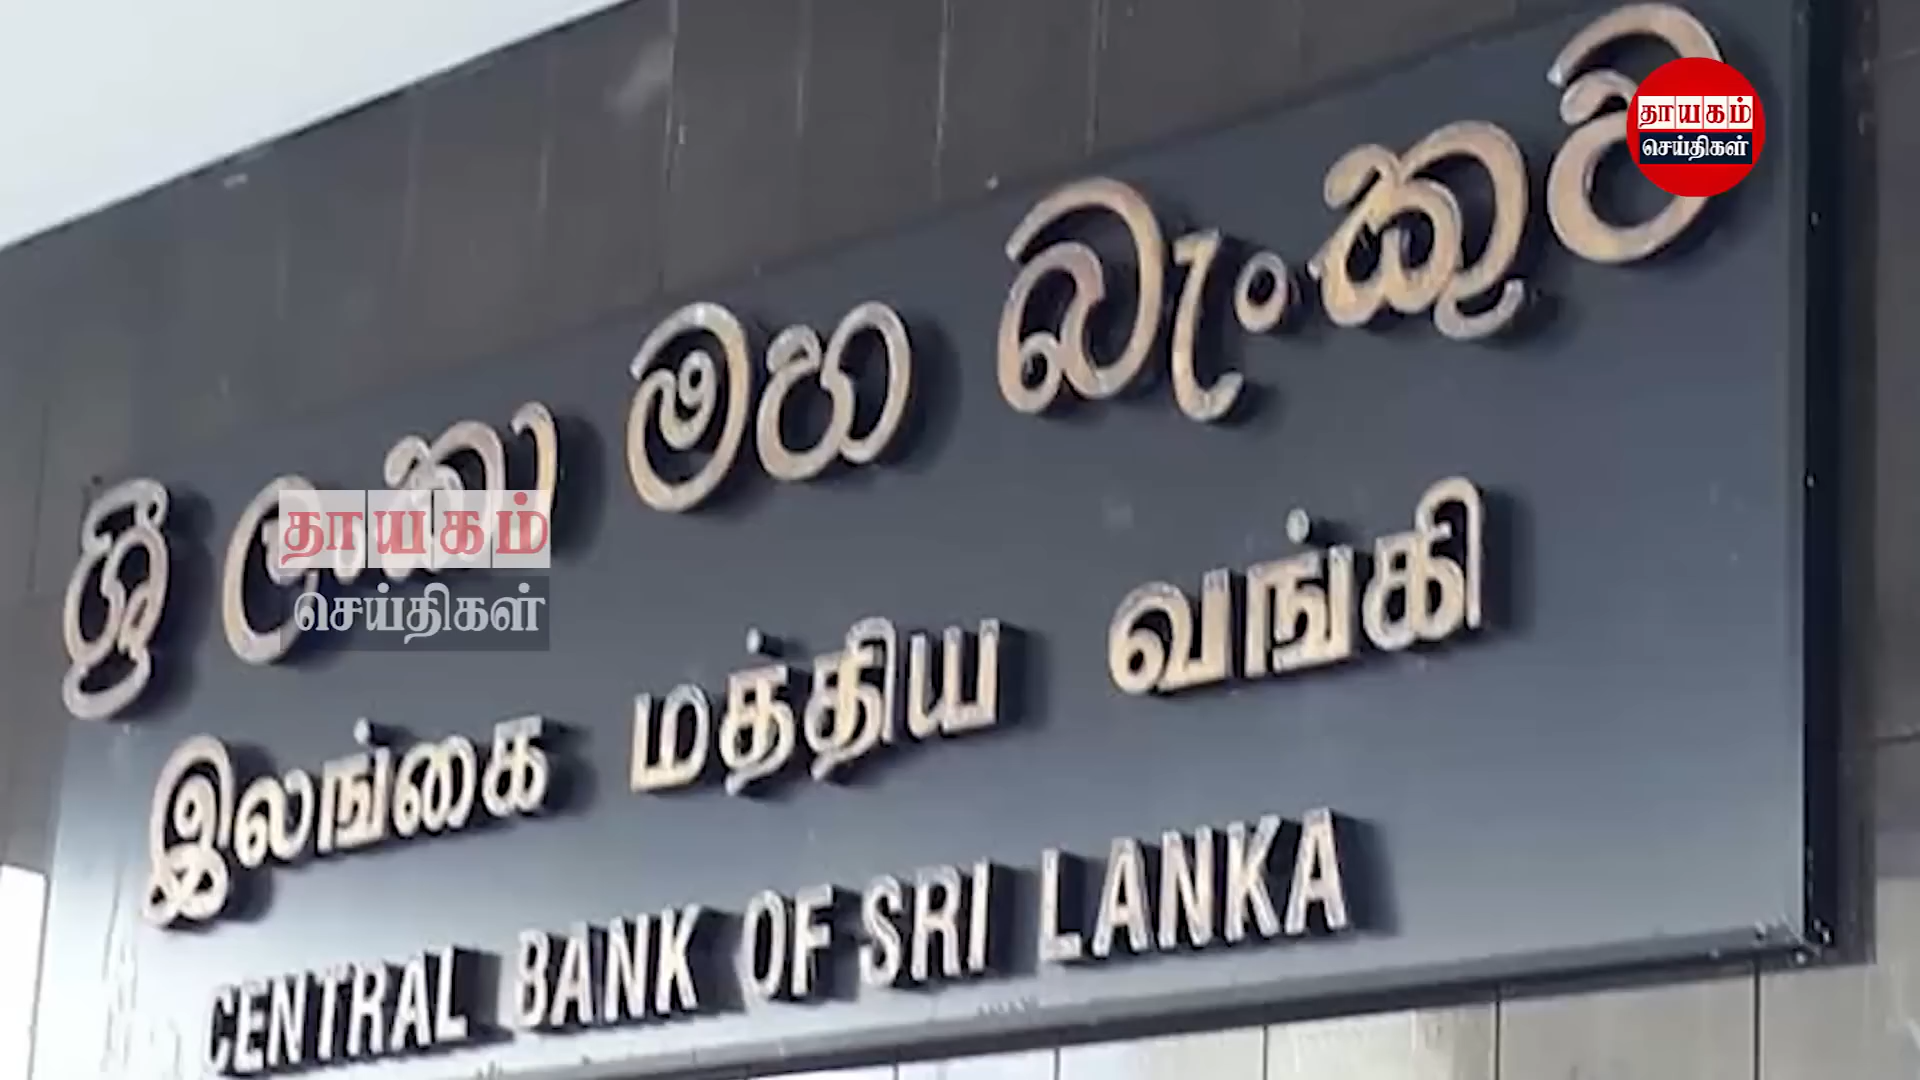 තාயகம்
செய்திகள்
ශ්‍රී ලංකා මහ බැංකුව
தாயகம்
செய்திகள்
இலங்கை மத்திய வங்கி
CENTRAL BANK OF SRI LANKA